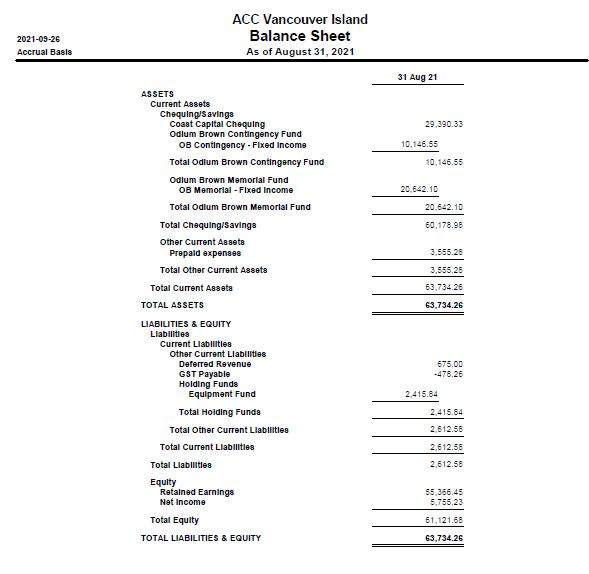 ACC Vancouver Island
2021-09-26 Balance Sheet
Accrual Basis As of August 31, 2021
31 Aug 21
ASSETS
Current Assets
Chequing/Savings
Coast Capital Chequing 29,390.33
Odlum Brown Contingency Fund
OB Contingency - Fixed Income 10,146.55
Total Odlum Brown Contingency Fund 10,146.55
Odlum Brown Memorial Fund
OB Memorial - Fixed Income 20,642.10
Total Odlum Brown Memorial Fund 20,642.10
Total Chequing/Savings 60,178.98
Other Current Assets
Prepaid expenses 3,555.28
Total Other Current Assets 3,555.28
Total Current Assets 63,734.26
TOTAL ASSETS 63,734.26
LIABILITIES & EQUITY
Liabilities
Current Liabilities
Other Current Liabilities
Deferred Revenue 675.00
GST Payable -478.26
Holding Funds
Equipment Fund 2,415.84
Total Holding Funds 2,415.84
Total Other Current Liabilities 2,612.58
Total Current Liabilities 2,612.58
Total Liabilities 2,612.58
Equity
Retained Earnings 55,366.45
Net Income 5,755.23
Total Equity 61,121.68
TOTAL LIABILITIES & EQUITY 63,734.26